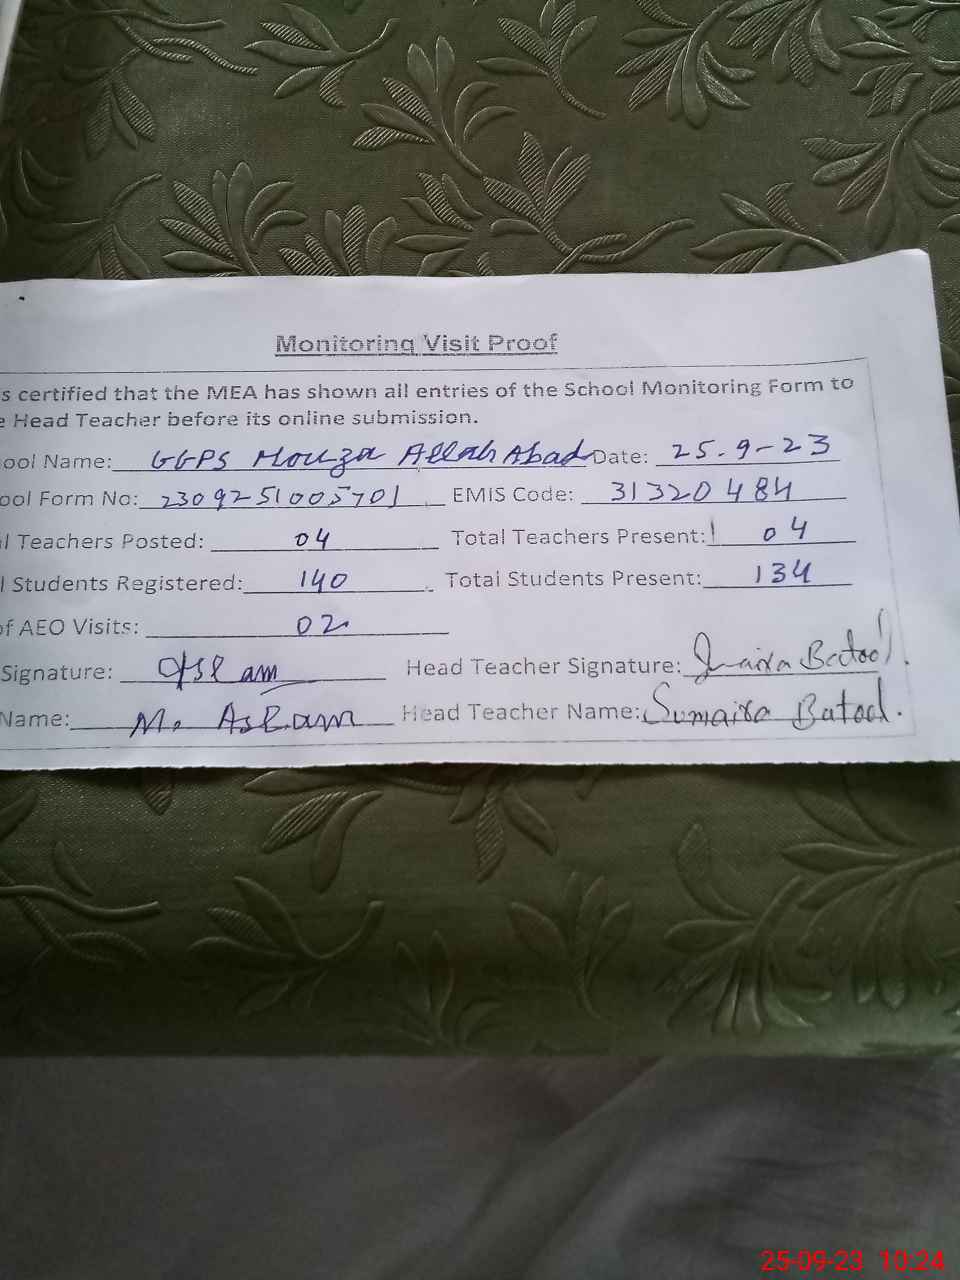 Monitoring Visit Proof
s certified that the MEA has shown all entries of the School Monitoring Form to
e Head Teacher before its online submission.
ool Name: GGPS Mouza Allah Abad Date: 25.9-23
ool Form No: 2309251005701 EMIS Code: 31320484
l Teachers Posted: 04 Total Teachers Present: 04
l Students Registered: 140 Total Students Present: 134
of AEO Visits: 02
Signature: Aslam Head Teacher Signature: Sumaira Batool.
Name: M. Aslam Head Teacher Name: Sumaira Batool.
25-09-23 10:24